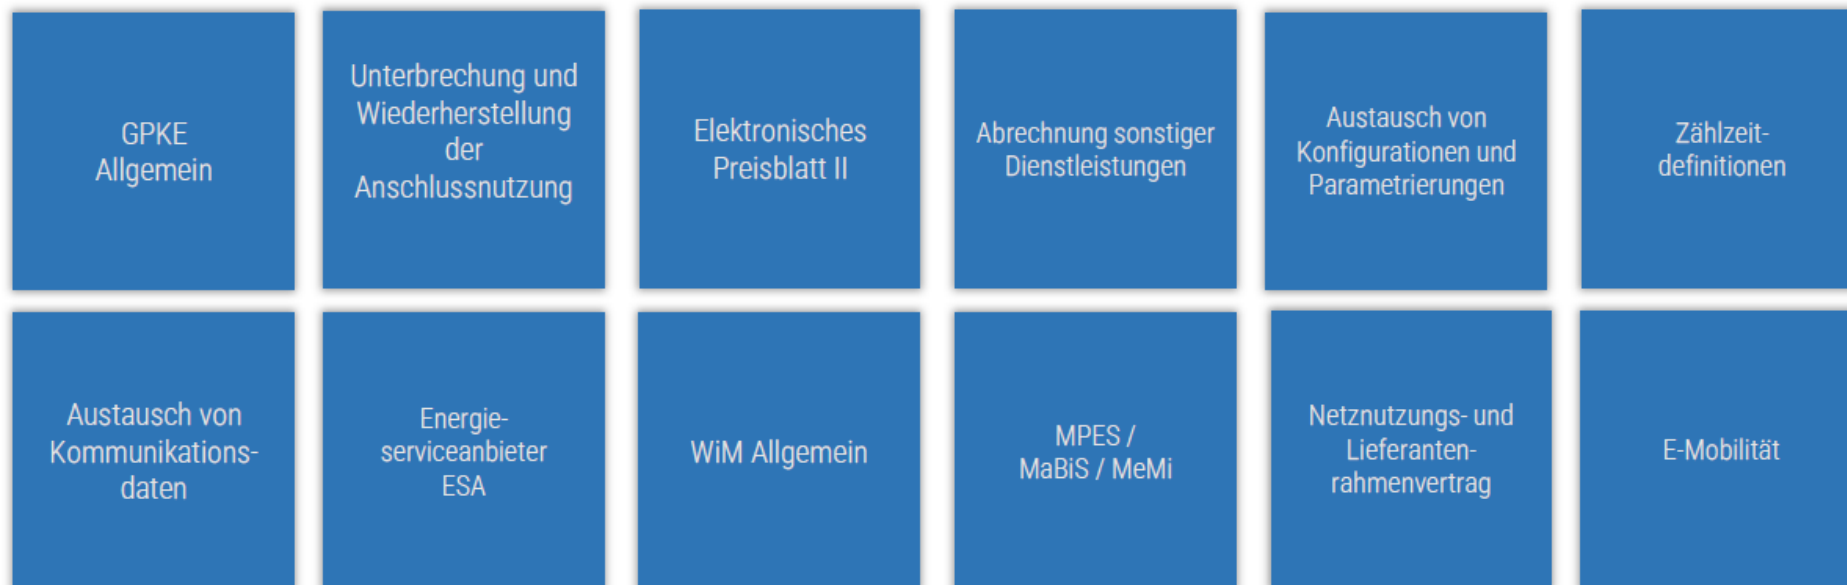 GPKE
Allgemein
Unterbrechung und
Wiederherstellung
der
Anschlussnutzung
Elektronisches
Preisblatt II
Abrechnung sonstiger
Dienstleistungen
Austausch von
Konfigurationen und
Parametrierungen
Zählzeit-
definitionen
Austausch von
Kommunikations-
daten
Energie-
serviceanbieter
ESA
WiM Allgemein
MPES /
MaBiS / MeMi
Netznutzungs- und
Lieferanten-
rahmenvertrag
E-Mobilität